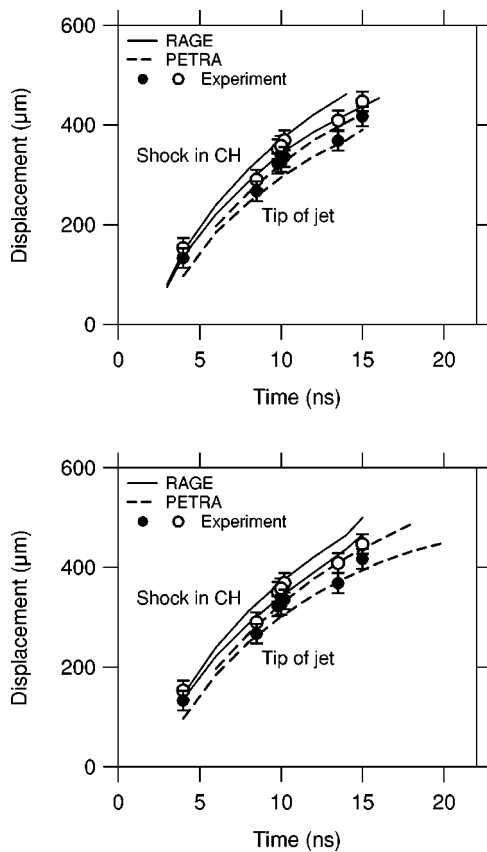 600
400
200
0
Displacement (μm)
RAGE
PETRA
Experiment
Shock in CH
Tip of jet
0 5 10 15 20
Time (ns)
600
400
200
0
Displacement (μm)
RAGE
PETRA
Experiment
Shock in CH
Tip of jet
0 5 10 15 20
Time (ns)